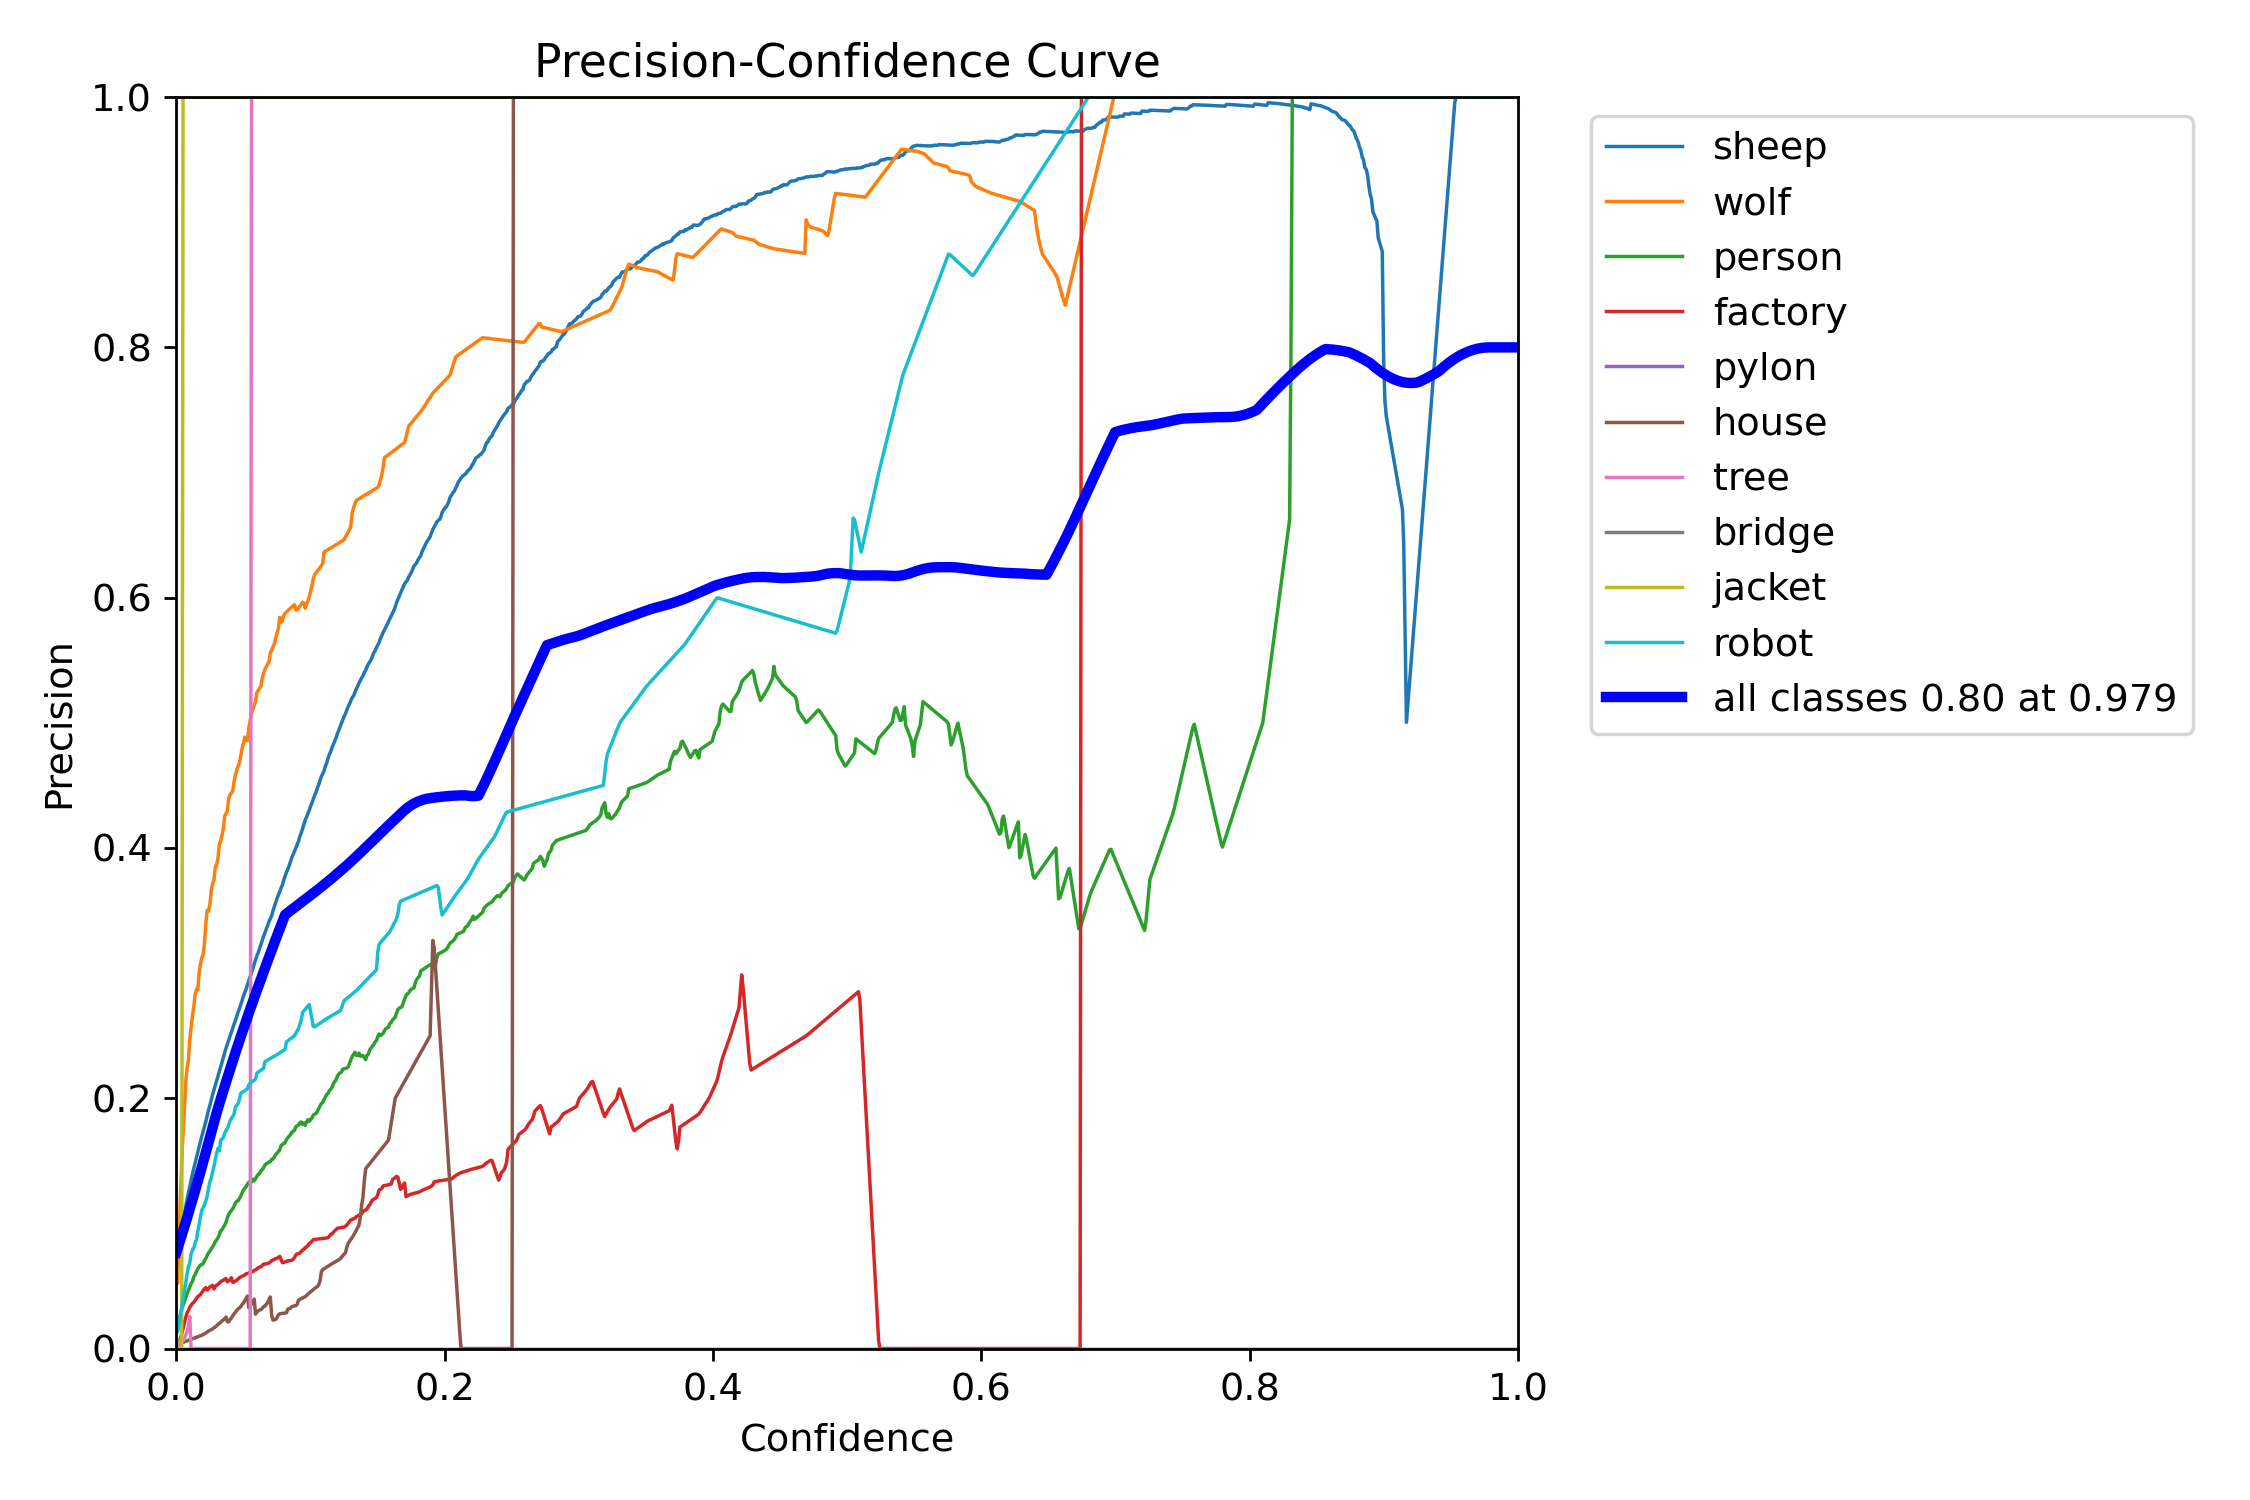 Precision-Confidence Curve
1.0
0.8
0.6
0.4
0.2
0.0
Precision
0.0 0.2 0.4 0.6 0.8 1.0
Confidence
sheep
wolf
person
factory
pylon
house
tree
bridge
jacket
robot
all classes 0.80 at 0.979